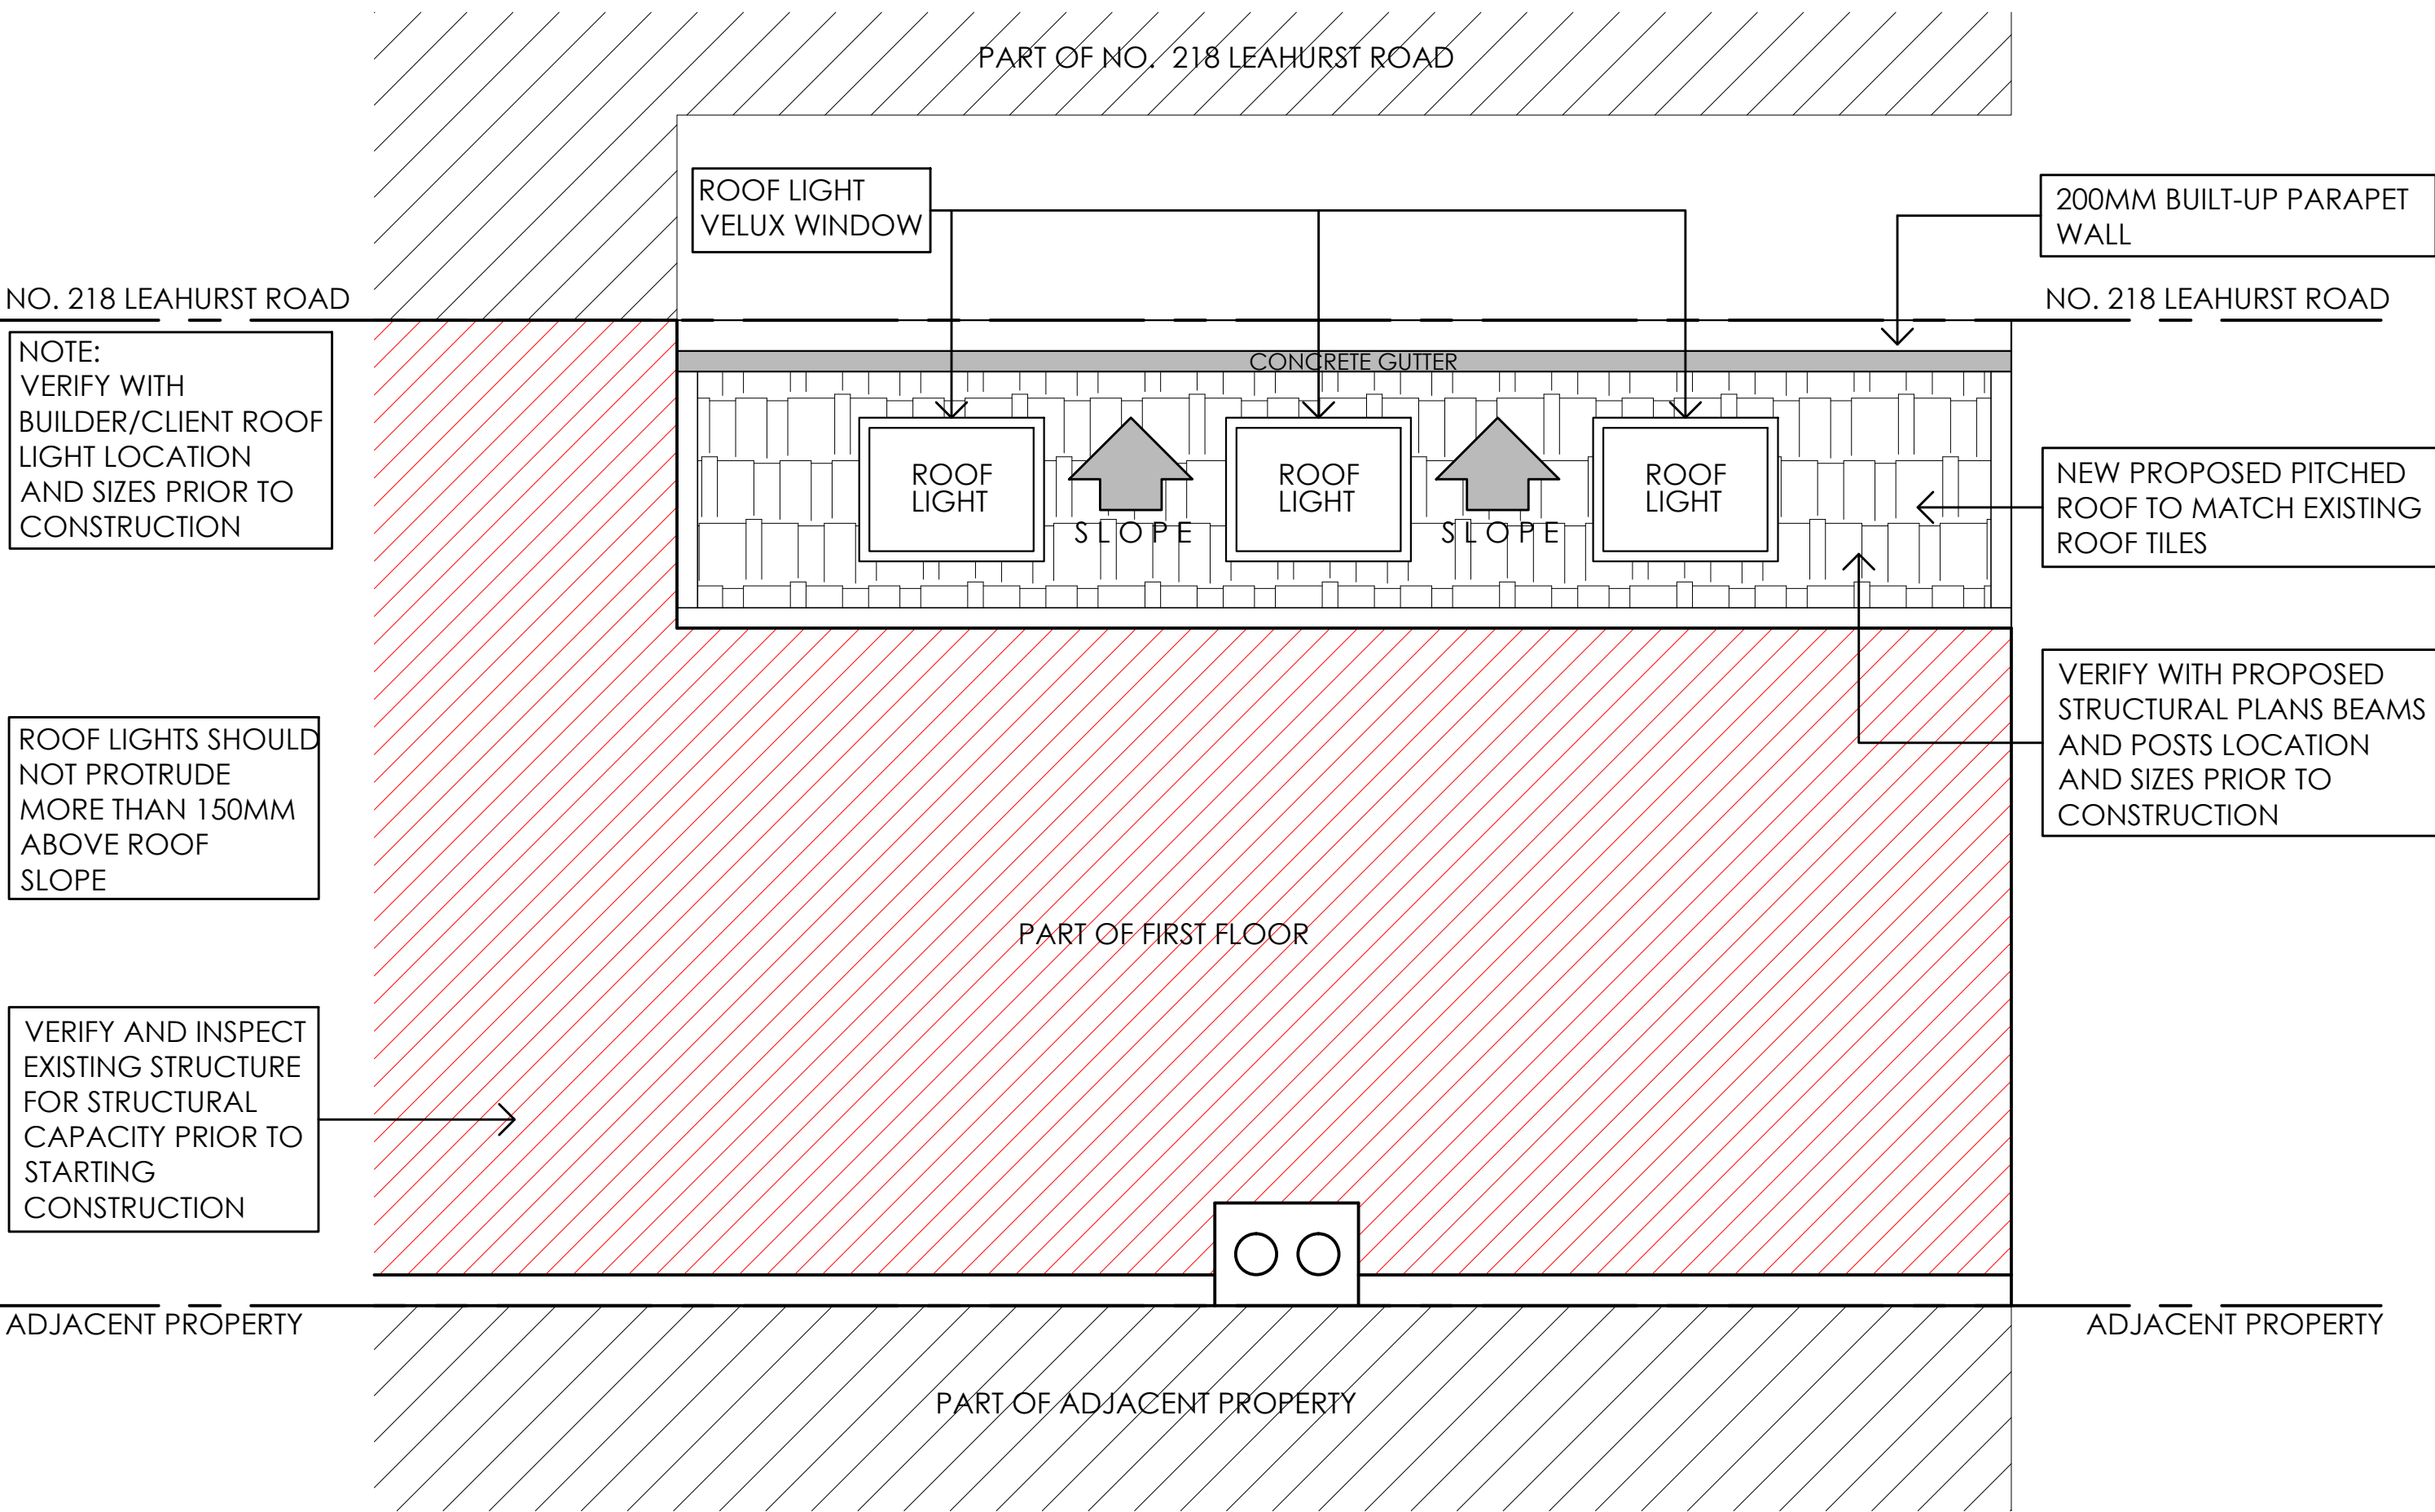 PART OF NO. 218 LEAHURST ROAD
ROOF LIGHT
VELUX WINDOW
200MM BUILT-UP PARAPET
WALL
NO. 218 LEAHURST ROAD
NO. 218 LEAHURST ROAD
NOTE:
VERIFY WITH
BUILDER/CLIENT ROOF
LIGHT LOCATION
AND SIZES PRIOR TO
CONSTRUCTION
CONCRETE GUTTER
ROOF
LIGHT
SLOPE
ROOF
LIGHT
SLOPE
ROOF
LIGHT
NEW PROPOSED PITCHED
ROOF TO MATCH EXISTING
ROOF TILES
VERIFY WITH PROPOSED
STRUCTURAL PLANS BEAMS
AND POSTS LOCATION
AND SIZES PRIOR TO
CONSTRUCTION
ROOF LIGHTS SHOULD
NOT PROTRUDE
MORE THAN 150MM
ABOVE ROOF
SLOPE
PART OF FIRST FLOOR
VERIFY AND INSPECT
EXISTING STRUCTURE
FOR STRUCTURAL
CAPACITY PRIOR TO
STARTING
CONSTRUCTION
ADJACENT PROPERTY
ADJACENT PROPERTY
PART OF ADJACENT PROPERTY